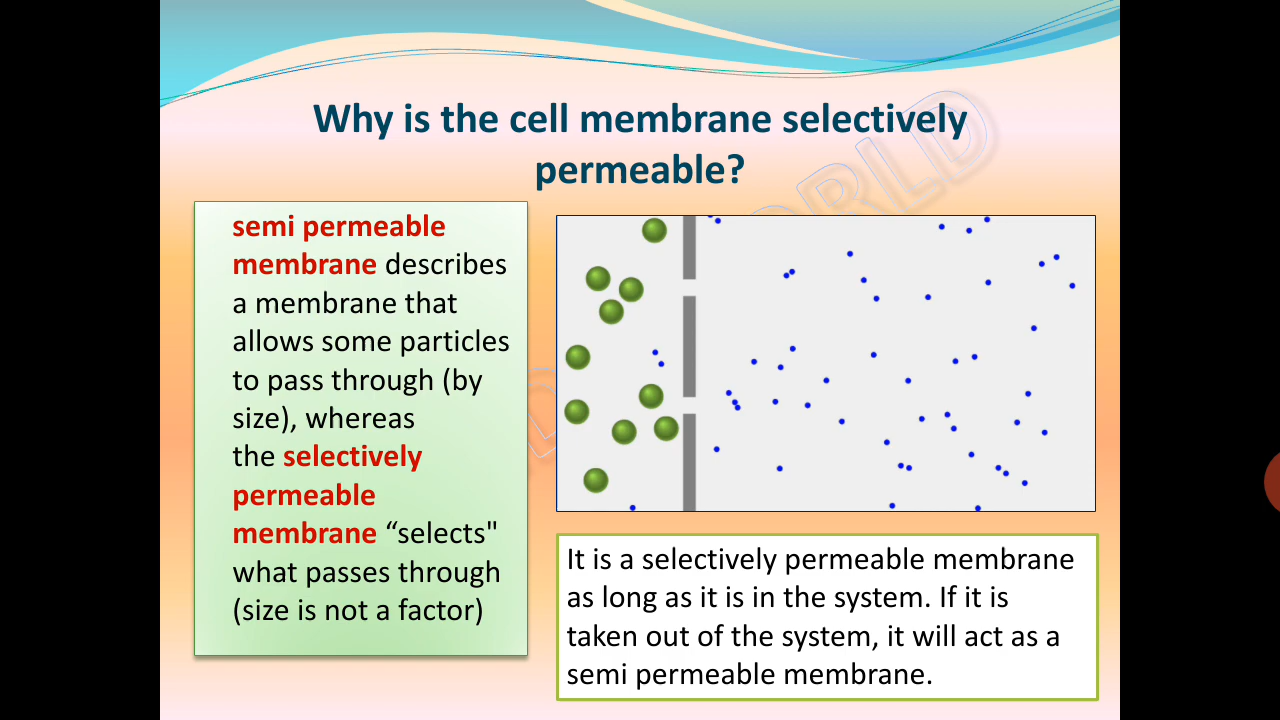 Why is the cell membrane selectively
permeable?
semi permeable
membrane describes
a membrane that
allows some particles
to pass through (by
size), whereas
the selectively
permeable
membrane “selects"
what passes through
(size is not a factor)
It is a selectively permeable membrane
as long as it is in the system. If it is
taken out of the system, it will act as a
semi permeable membrane.